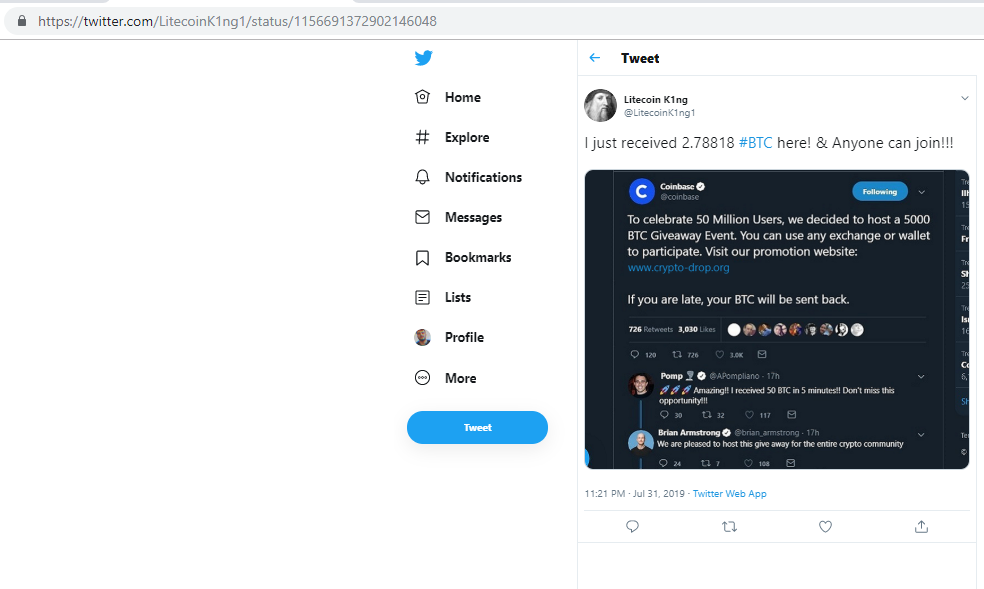 https://twitter.com/LitecoinK1ng1/status/1156691372902146048
Home
Explore
Notifications
Messages
Bookmarks
Lists
Profile
More
Tweet
Tweet
Litecoin K1ng
@LitecoinK1ng1
I just received 2.78818 #BTC here! & Anyone can join!!!
Coinbase
@coinbase
Following
To celebrate 50 Million Users, we decided to host a 5000
BTC Giveaway Event. You can use any exchange or wallet
to participate. Visit our promotion website:
www.crypto-drop.org
If you are late, your BTC will be sent back.
726 Retweets 3,030 Likes
120 726 3.0K
Pomp @APompliano · 17h
Amazing!! I received 50 BTC in 5 minutes!! Don't miss this
opportunity!!!
30 32 117
Brian Armstrong @brian_armstrong · 17h
We are pleased to host this give away for the entire crypto community
24 7 108
11:21 PM · Jul 31, 2019 · Twitter Web App